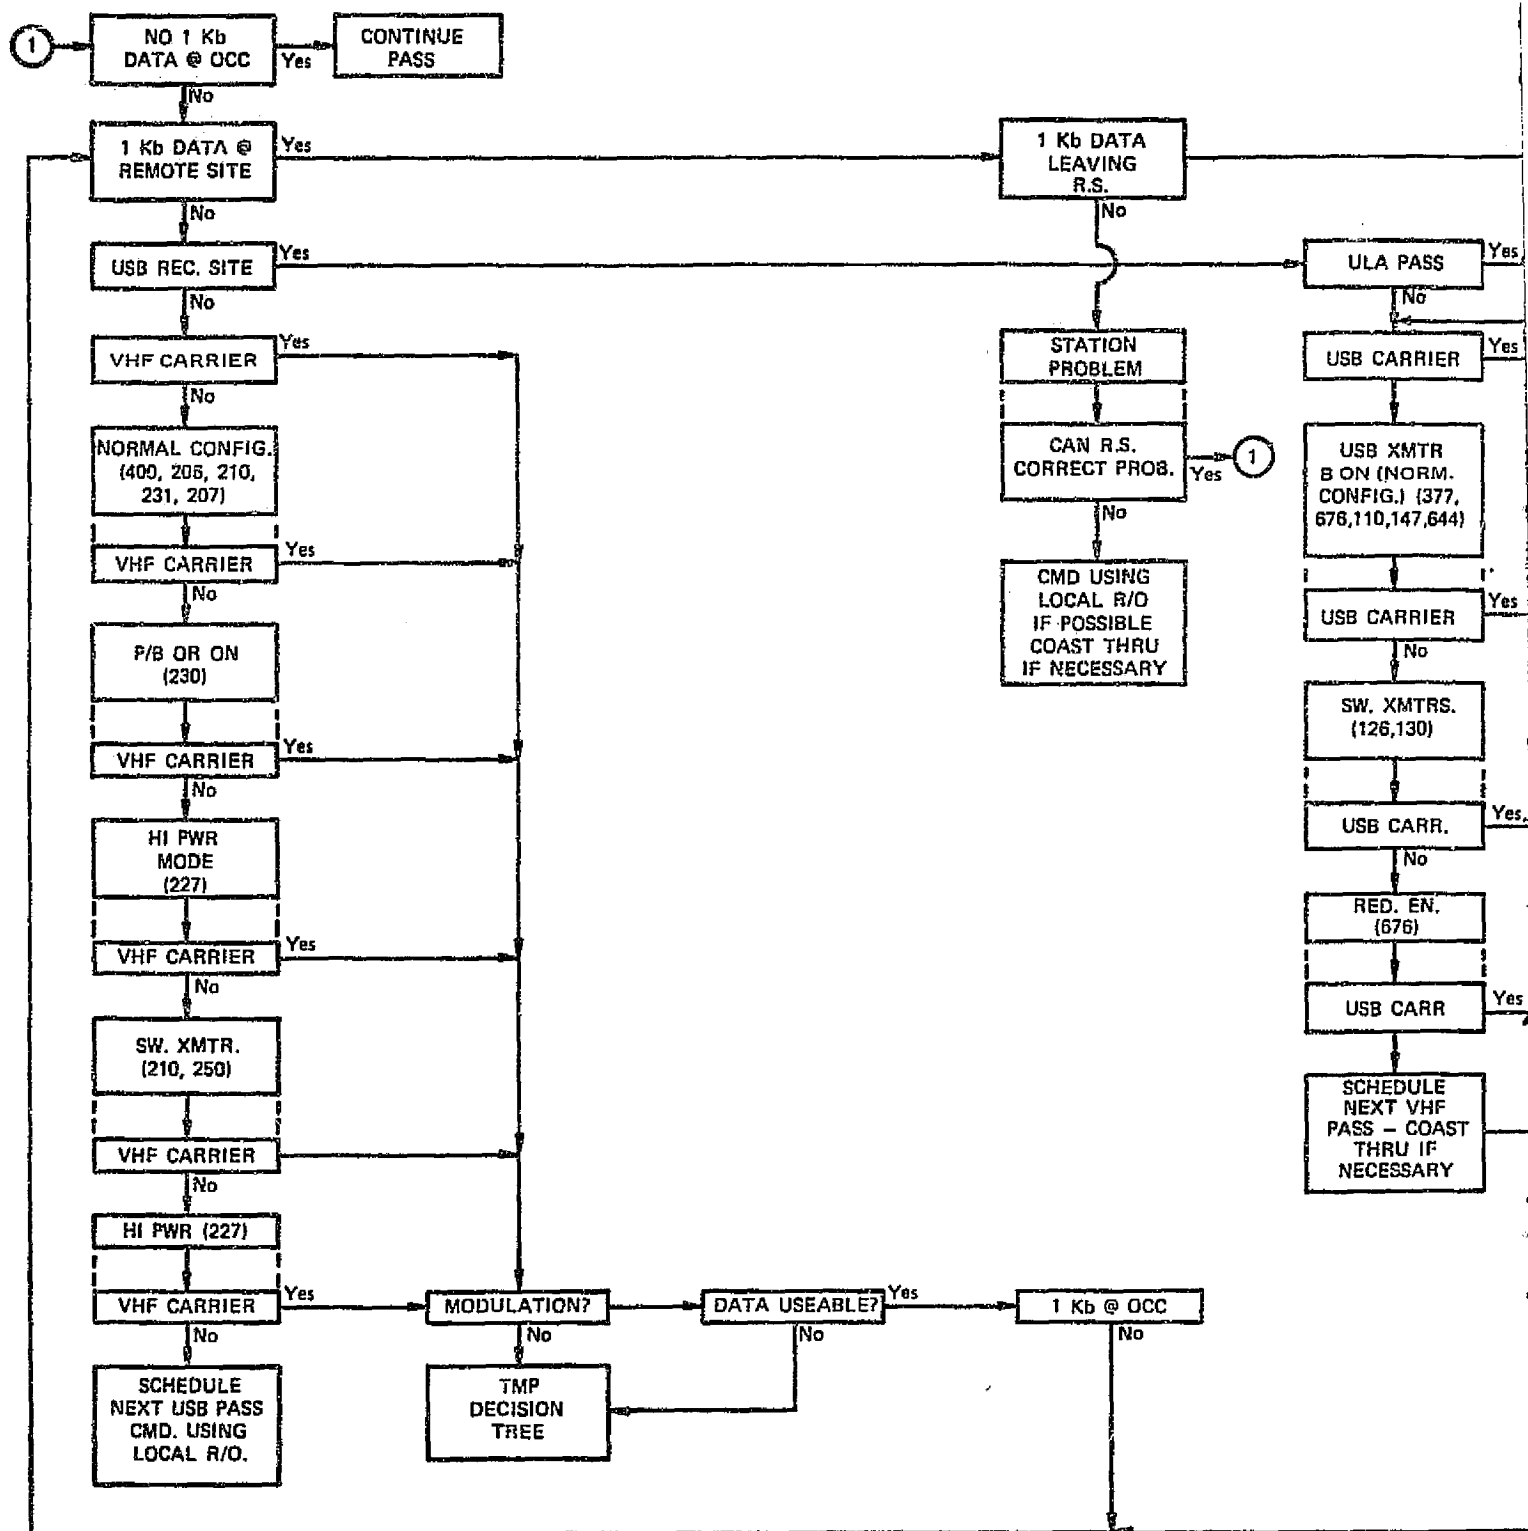 1
NO 1 Kb
DATA @ OCC
Yes
CONTINUE
PASS
No
1 Kb DATA @
REMOTE SITE
Yes
1 Kb DATA
LEAVING
R.S.
No
No
USB REC. SITE
Yes
ULA PASS
Yes
No
No
VHF CARRIER
Yes
STATION
PROBLEM
USB CARRIER
Yes
No
NORMAL CONFIG.
(400, 206, 210,
231, 207)
CAN R.S.
CORRECT PROB.
Yes
1
No
USB XMTR
B ON (NORM.
CONFIG.) (377,
676,110,147,644)
VHF CARRIER
Yes
No
CMD USING
LOCAL R/O
IF POSSIBLE
COAST THRU
IF NECESSARY
USB CARRIER
Yes
No
P/B OR ON
(230)
SW. XMTRS.
(126,130)
VHF CARRIER
Yes
No
USB CARR.
Yes
No
HI PWR
MODE
(227)
RED. EN.
(676)
VHF CARRIER
Yes
No
USB CARR
Yes
SW. XMTR.
(210, 250)
SCHEDULE
NEXT VHF
PASS – COAST
THRU IF
NECESSARY
VHF CARRIER
No
HI PWR (227)
VHF CARRIER
Yes
No
MODULATION?
No
DATA USEABLE?
Yes
No
1 Kb @ OCC
No
SCHEDULE
NEXT USB PASS
CMD. USING
LOCAL R/O.
TMP
DECISION
TREE